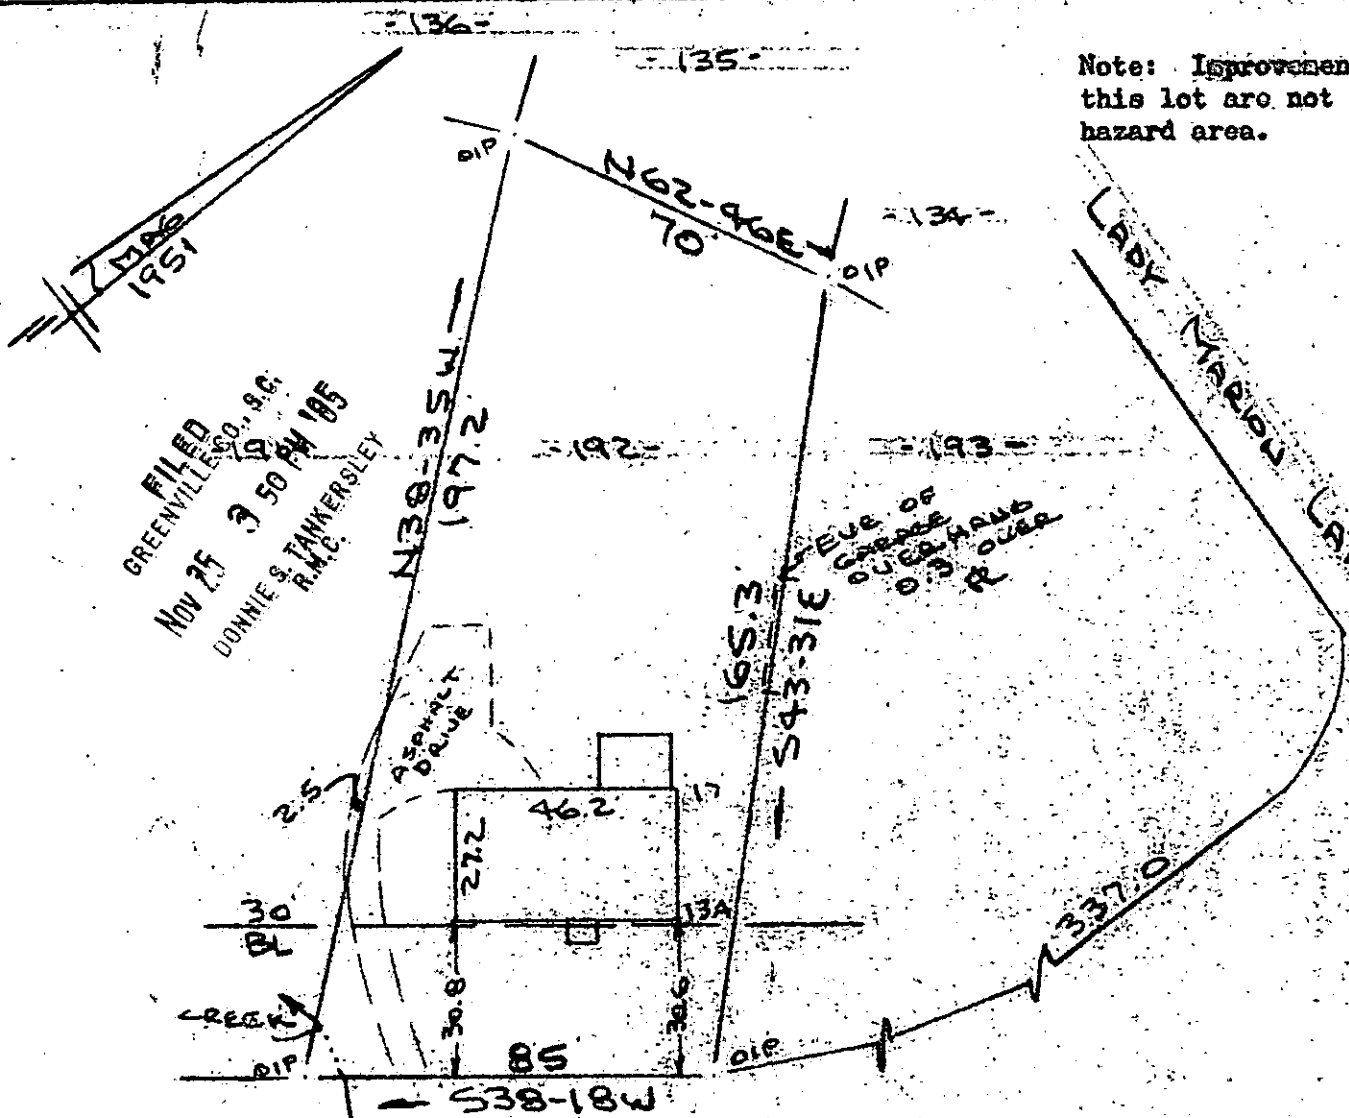 -136-
-135-
Note: Improvemen
this lot are not
hazard area.
OIP
N62-46E
70
-134-
OIP
MAG
1951
LADY MARION LA
FILED
GREENVILLE CO., S.C.
NOV 25 3 50 PM '85
DONNIE S. TANKERSLEY
R.M.C.
N38-35W
197.2
-192-
-193-
EVE OF
GARAGE
OVERHANG
0.3 OVER
165.3
S43-31E
ASPHALT
DRIVE
2.5
46.2
17
27.2
30
BL
13A
337.0
CREEK
30.8
30.6
OIP
85
OIP
S38-18W